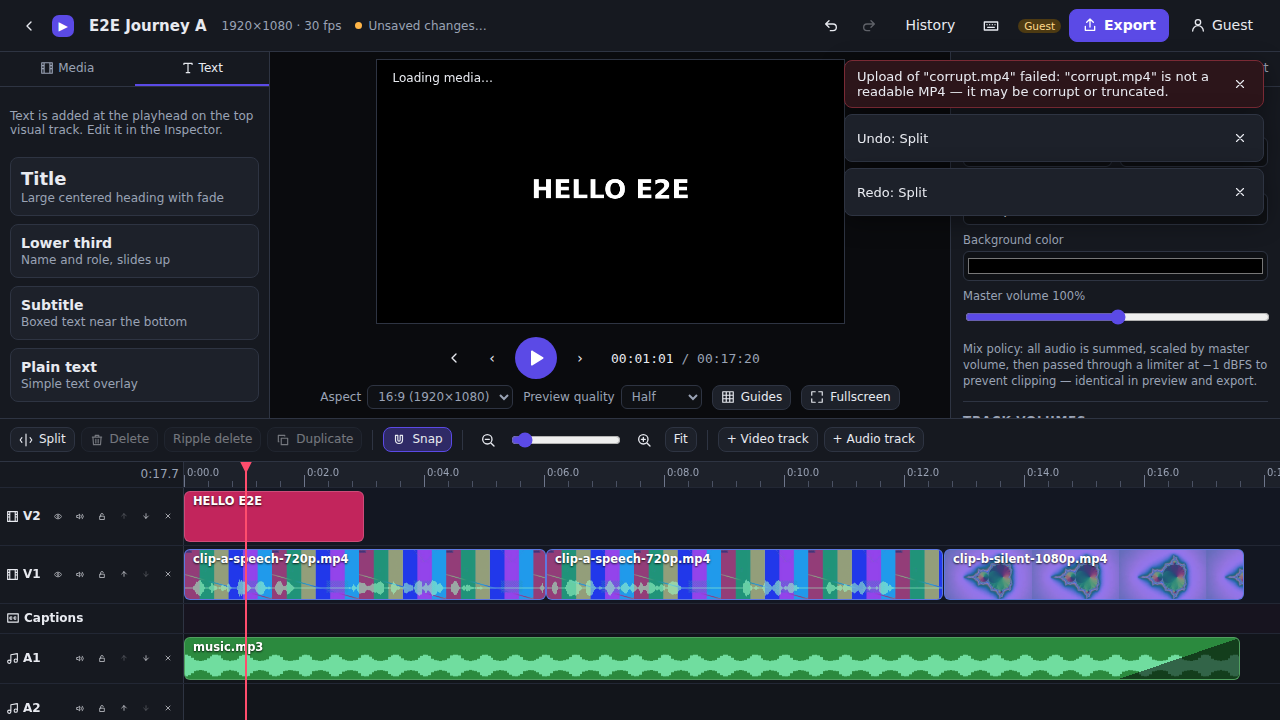 E2E Journey A 1920×1080 · 30 fps Unsaved changes… History Guest Export Guest
Media Text
Text is added at the playhead on the top
visual track. Edit it in the Inspector.
Title
Large centered heading with fade
Lower third
Name and role, slides up
Subtitle
Boxed text near the bottom
Plain text
Simple text overlay
Loading media…
HELLO E2E
00:01:01 / 00:17:20
Aspect 16:9 (1920×1080) Preview quality Half Guides Fullscreen
Upload of "corrupt.mp4" failed: "corrupt.mp4" is not a
readable MP4 — it may be corrupt or truncated.
Undo: Split
Redo: Split
Background color
Master volume 100%
Mix policy: all audio is summed, scaled by master
volume, then passed through a limiter at −1 dBFS to
prevent clipping — identical in preview and export.
TRACK VOLUMES
Split Delete Ripple delete Duplicate Snap Fit + Video track + Audio track
0:17.7 0:00.0 0:02.0 0:04.0 0:06.0 0:08.0 0:10.0 0:12.0 0:14.0 0:16.0
V2 HELLO E2E
V1 clip-a-speech-720p.mp4 clip-a-speech-720p.mp4 clip-b-silent-1080p.mp4
Captions
A1 music.mp3
A2